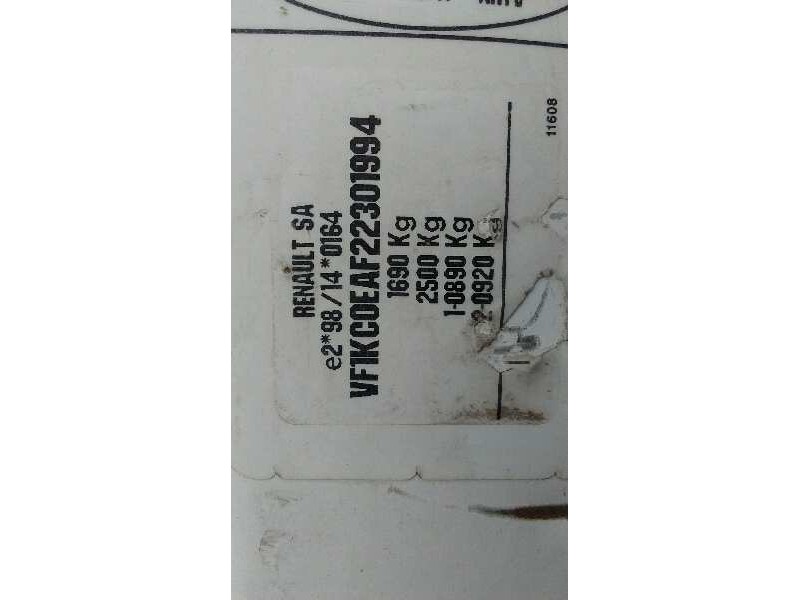 RENAULT SA
e2*98/14*0164
VF1KC0EAF22301994
1690 Kg
2500 Kg
1-0890 Kg
2-0920 Kg
11608